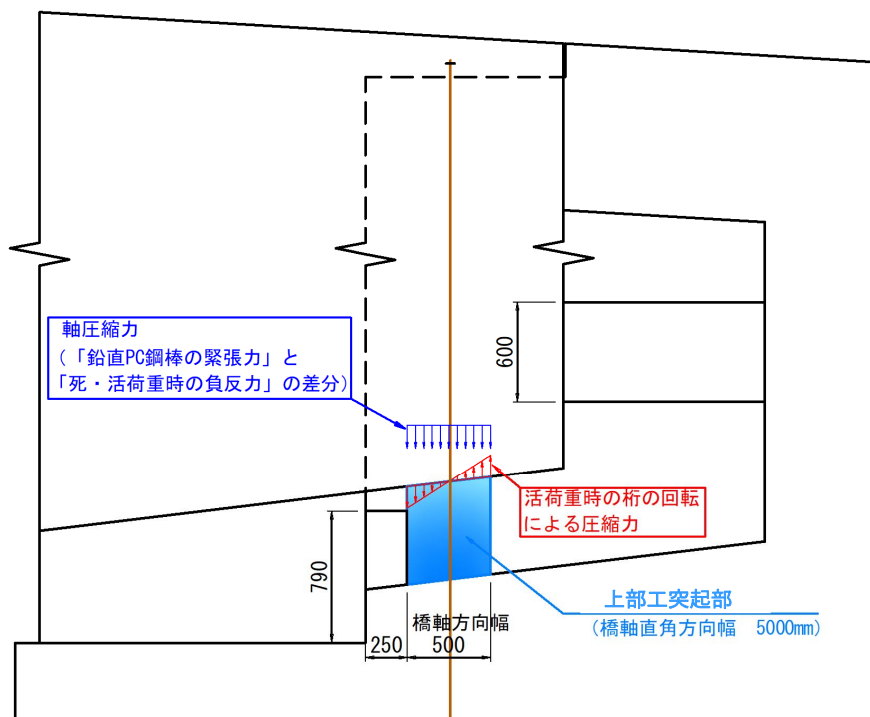 軸圧縮力
(「鉛直PC鋼棒の緊張力」と
「死・活荷重時の負反力」の差分)
600
活荷重時の桁の回転
による圧縮力
790
上部工突起部
(橋軸直角方向幅 5000mm)
橋軸方向幅
250
500